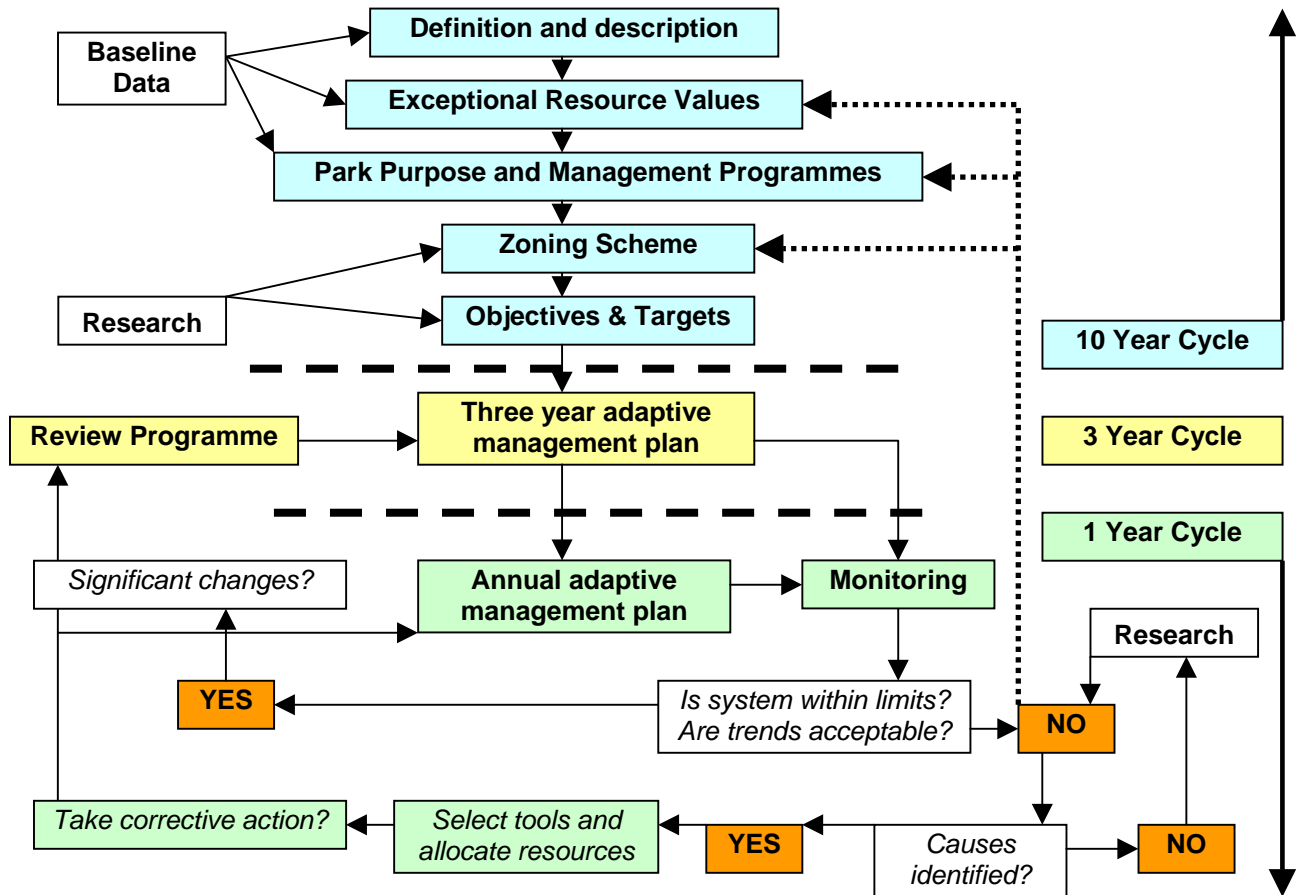 Definition and description
Baseline
Data
Exceptional Resource Values
Park Purpose and Management Programmes
Zoning Scheme
Research
Objectives & Targets
10 Year Cycle
Review Programme
Three year adaptive
management plan
3 Year Cycle
1 Year Cycle
Significant changes?
Annual adaptive
management plan
Monitoring
Research
YES
Is system within limits?
Are trends acceptable?
NO
Take corrective action?
Select tools and
allocate resources
YES
Causes
identified?
NO